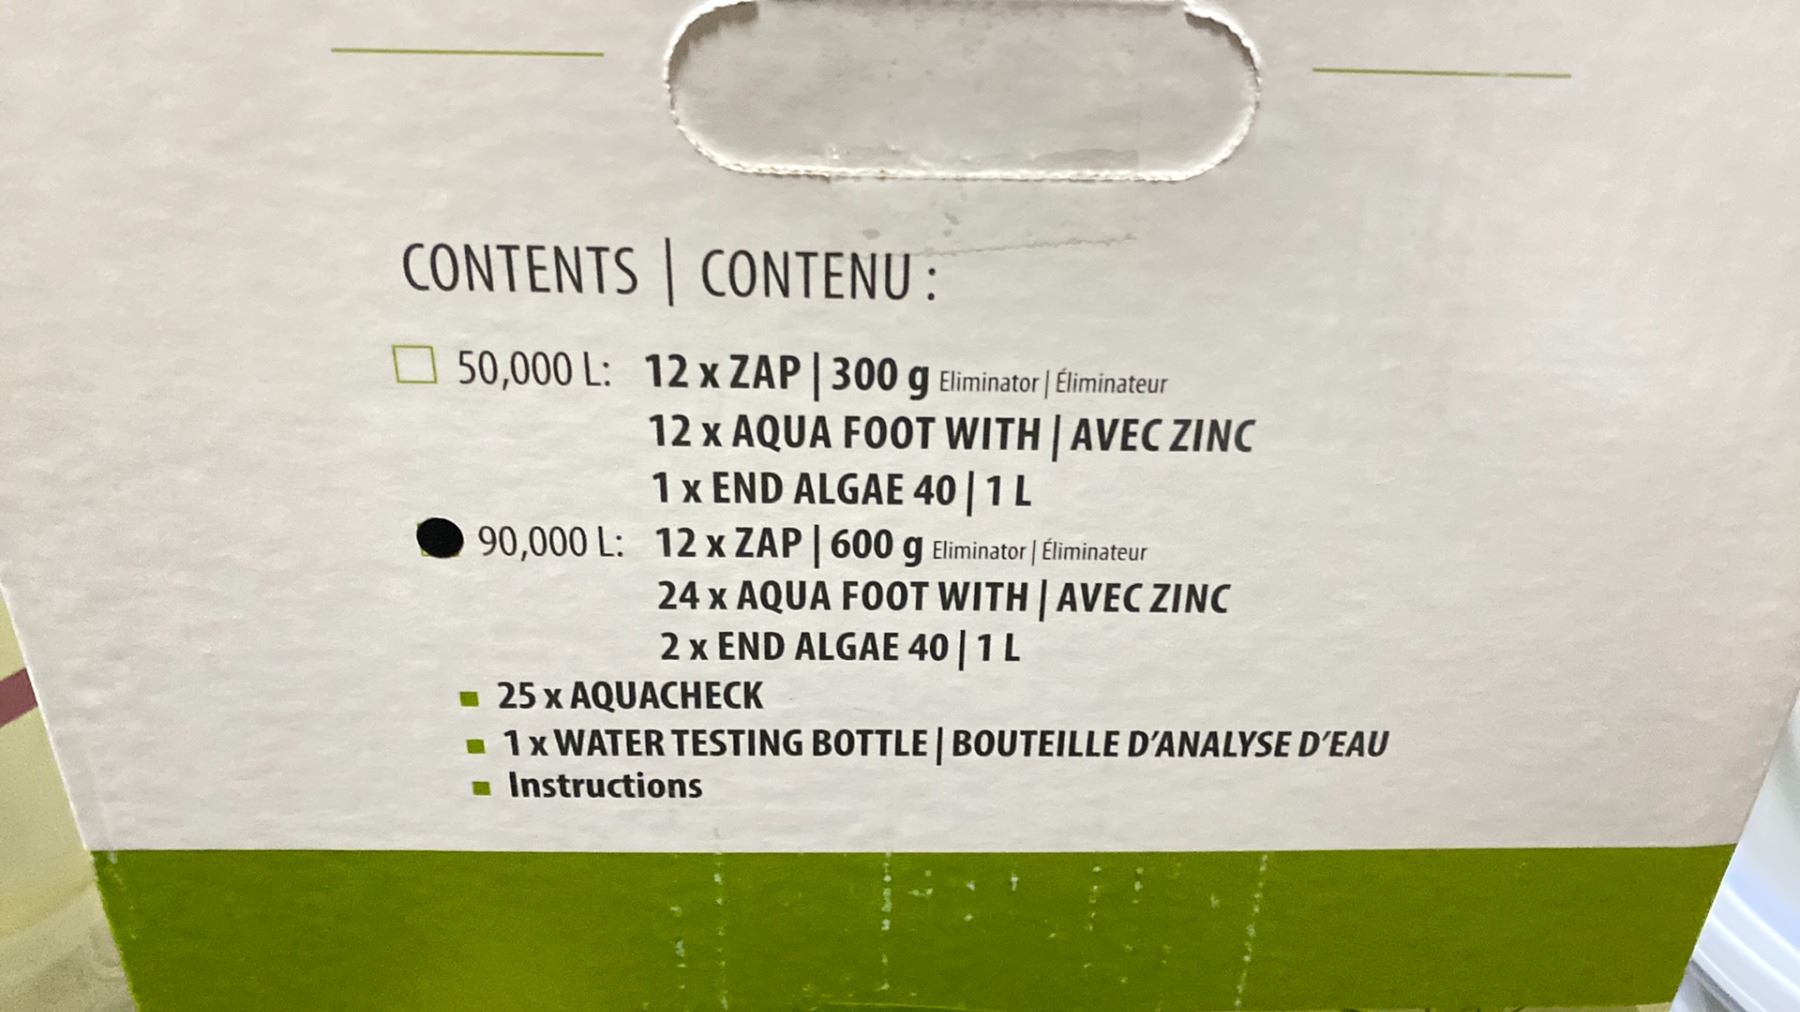 CONTENTS | CONTENU :
50,000 L: 12 x ZAP | 300 g Eliminator | Éliminateur
12 x AQUA FOOT WITH | AVEC ZINC
1 x END ALGAE 40 | 1 L
90,000 L: 12 x ZAP | 600 g Eliminator | Éliminateur
24 x AQUA FOOT WITH | AVEC ZINC
2 x END ALGAE 40 | 1 L
25 x AQUACHECK
1 x WATER TESTING BOTTLE | BOUTEILLE D'ANALYSE D'EAU
Instructions